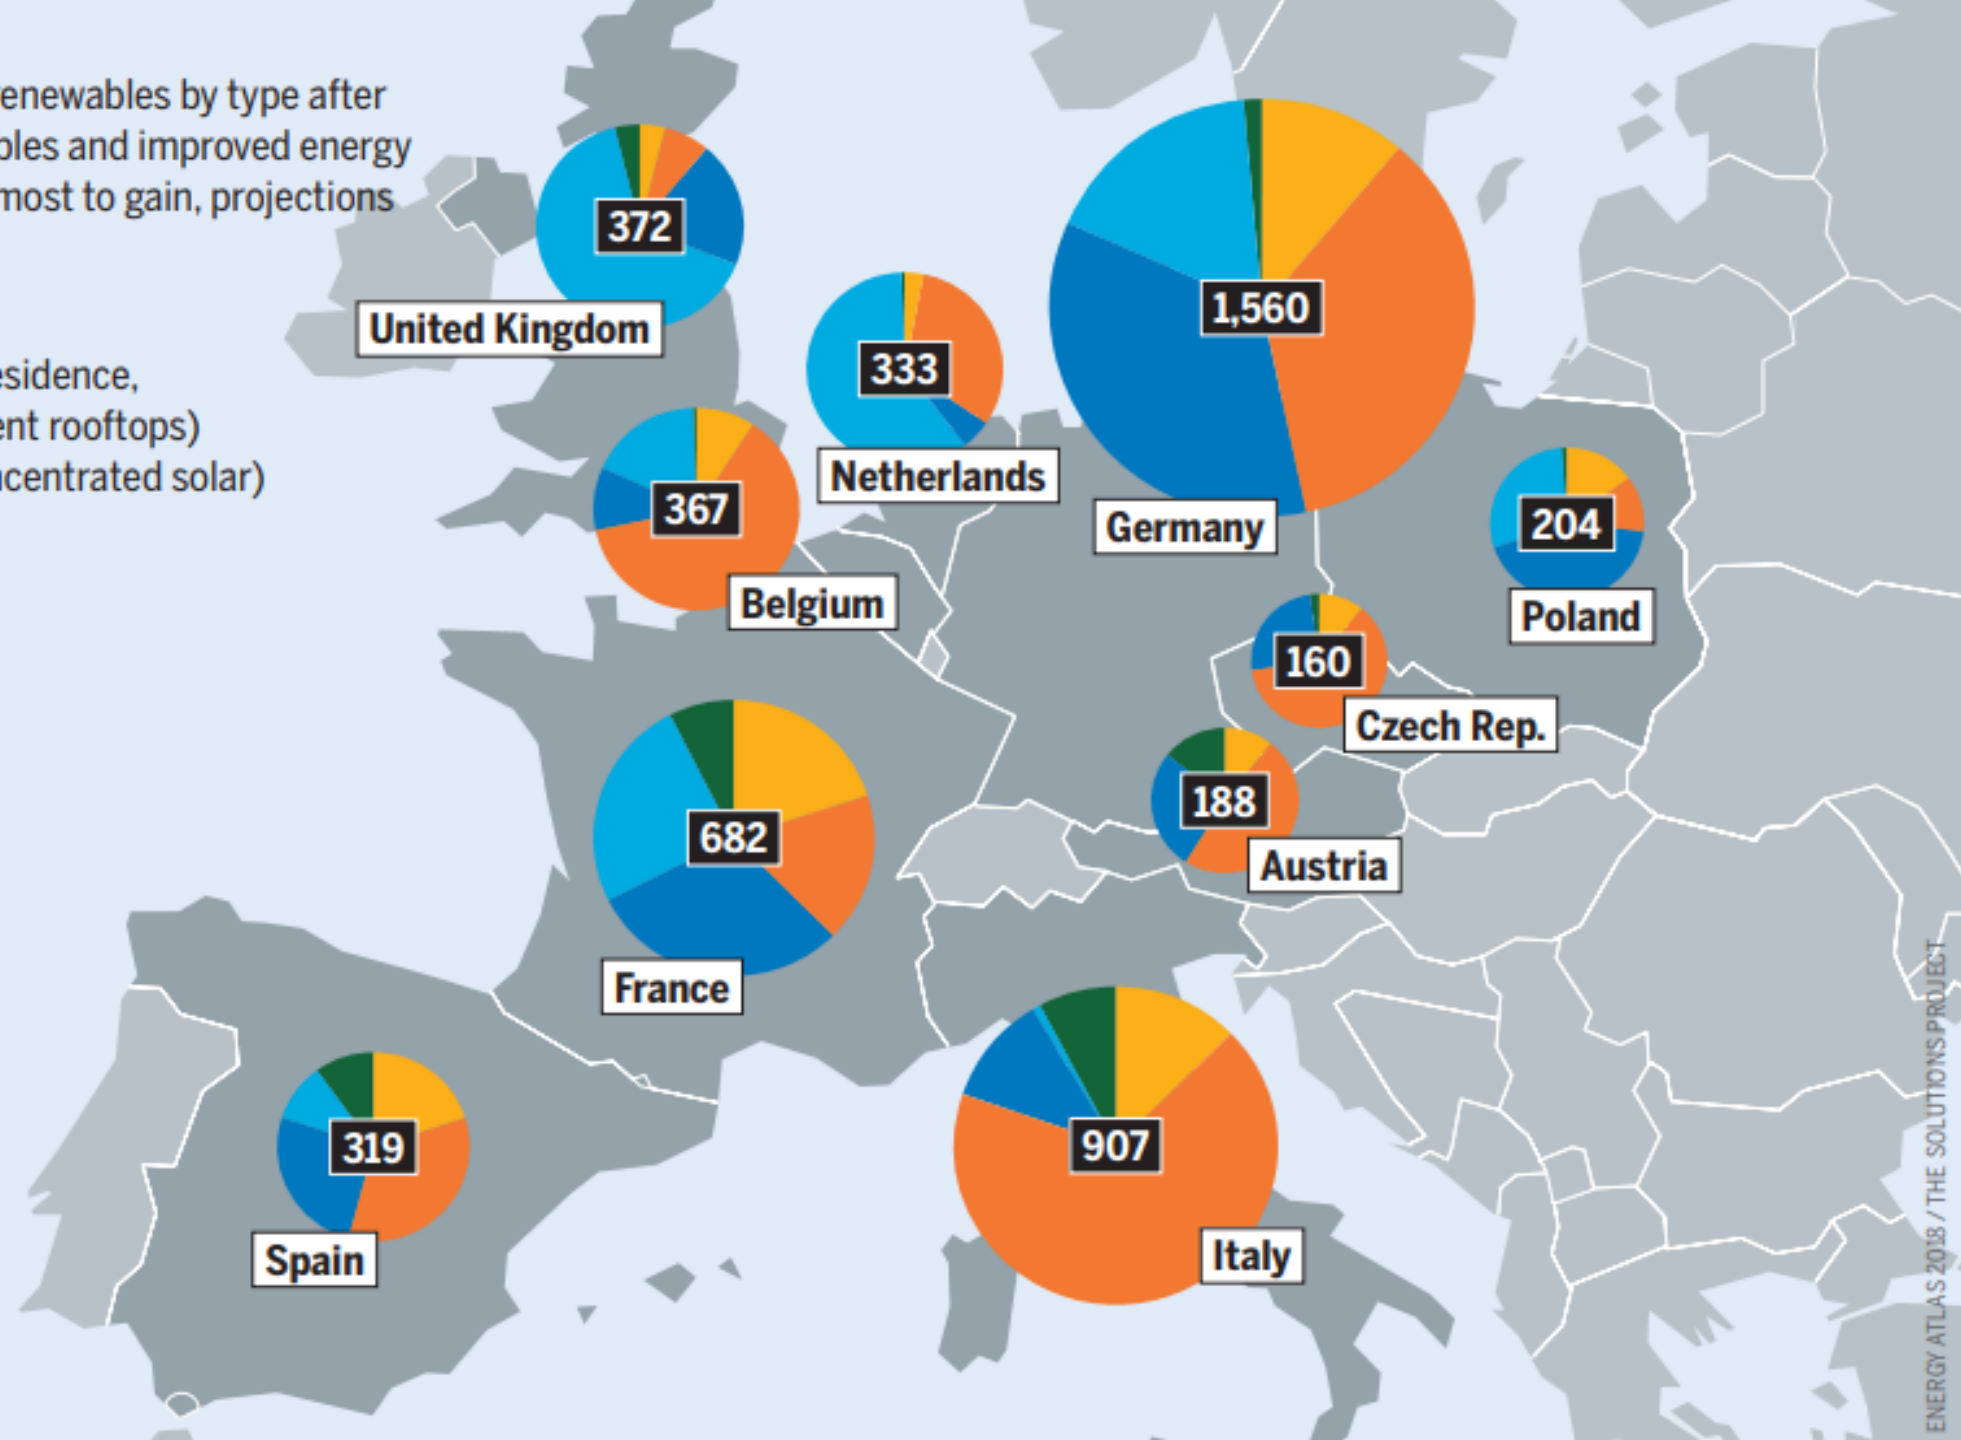 renewables by type after
bles and improved energy
most to gain, projections
esidence,
ent rooftops)
ncentrated solar)
372
United Kingdom
333
Netherlands
1,560
Germany
367
Belgium
204
Poland
160
Czech Rep.
188
Austria
682
France
319
Spain
907
Italy
ENERGY ATLAS 2018 / THE SOLUTIONS PROJECT